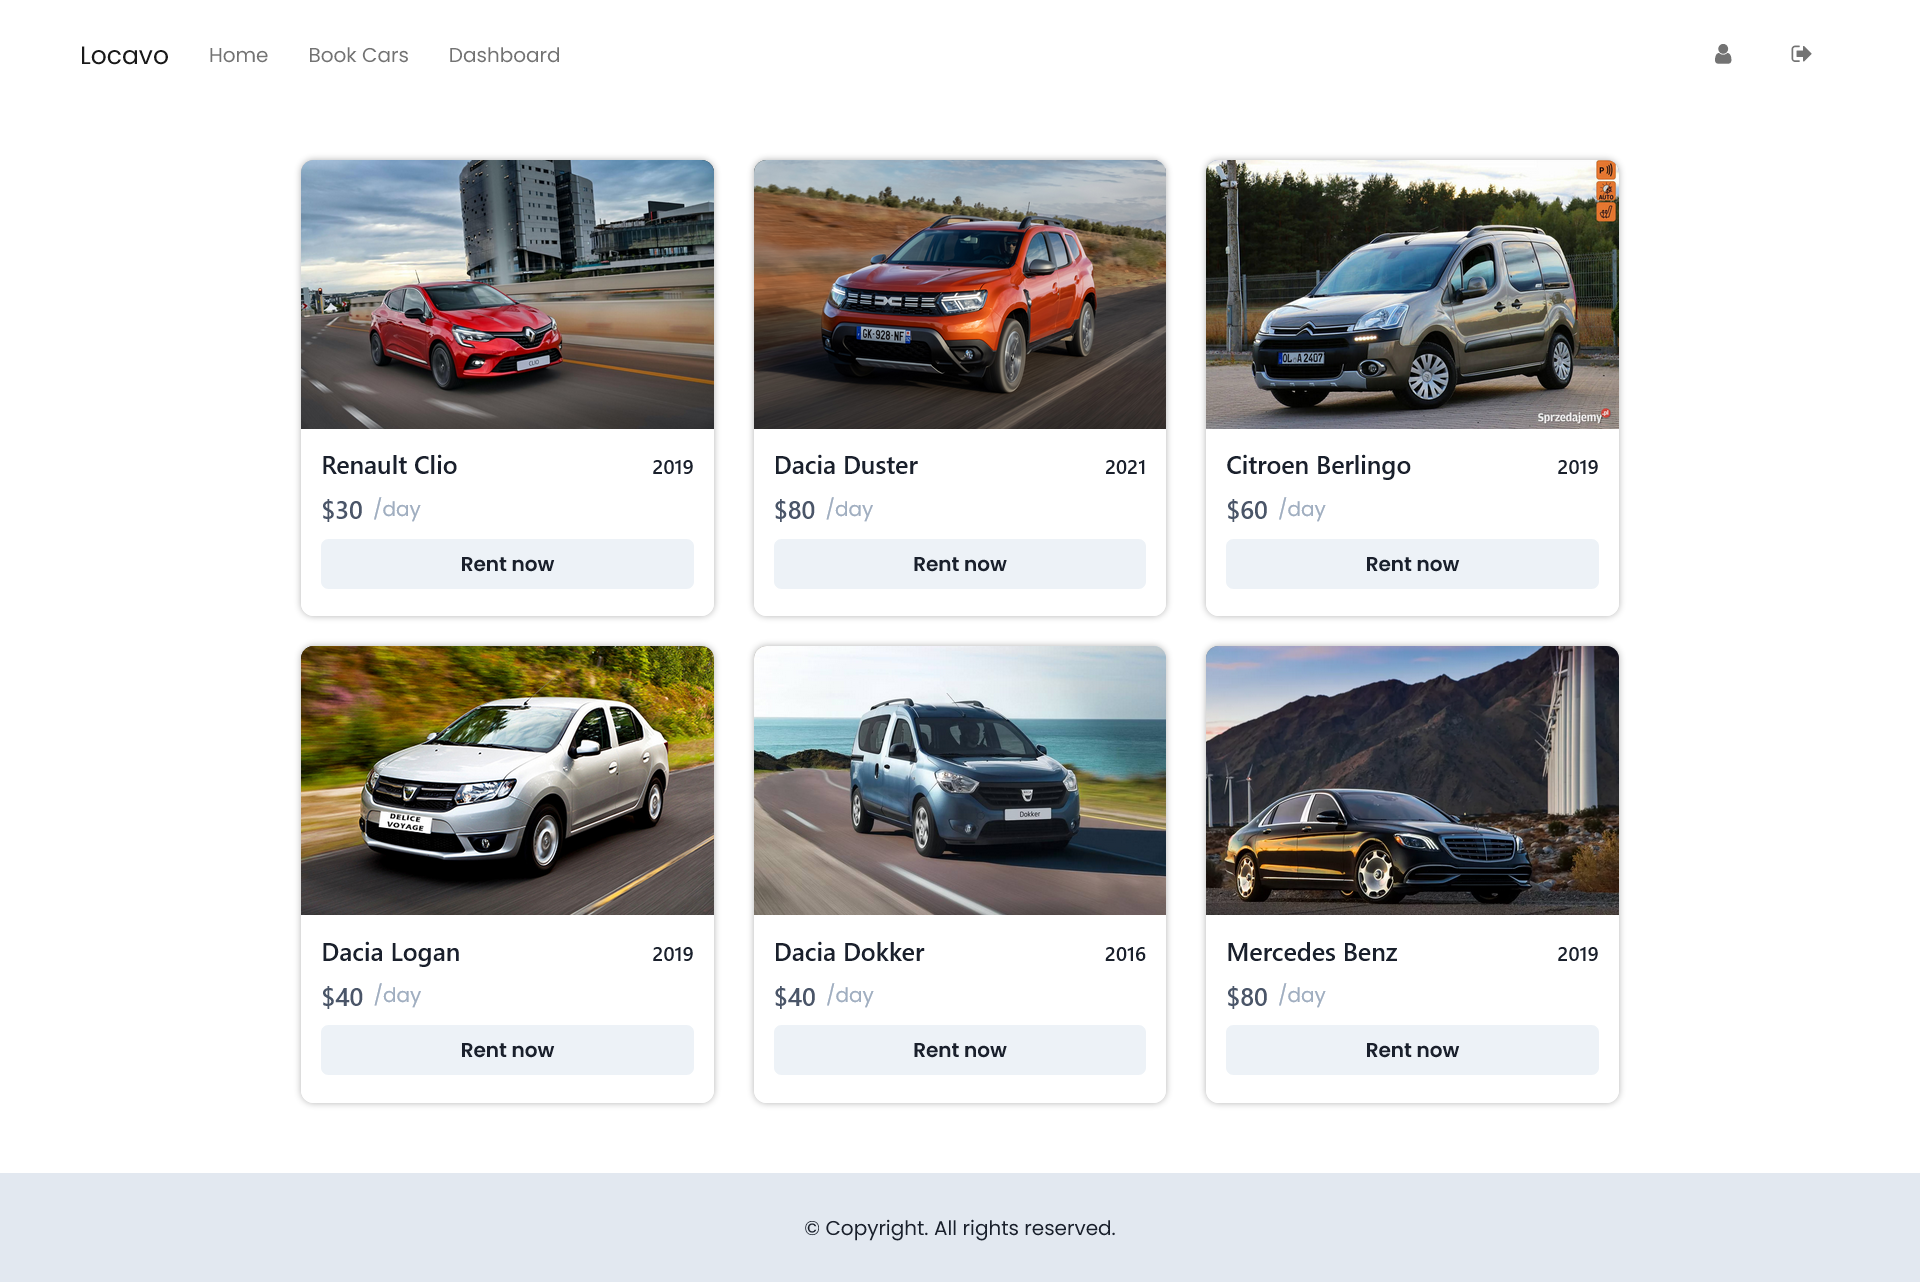 Locavo Home Book Cars Dashboard
P
AUTO
CLIO
GK-928-NF
OL A 2407
Sprzedajemy.pl
Renault Clio 2019
$30 /day
Rent now
Dacia Duster 2021
$80 /day
Rent now
Citroen Berlingo 2019
$60 /day
Rent now
DELICE
VOYAGE
Dokker
Dacia Logan 2019
$40 /day
Rent now
Dacia Dokker 2016
$40 /day
Rent now
Mercedes Benz 2019
$80 /day
Rent now
© Copyright. All rights reserved.